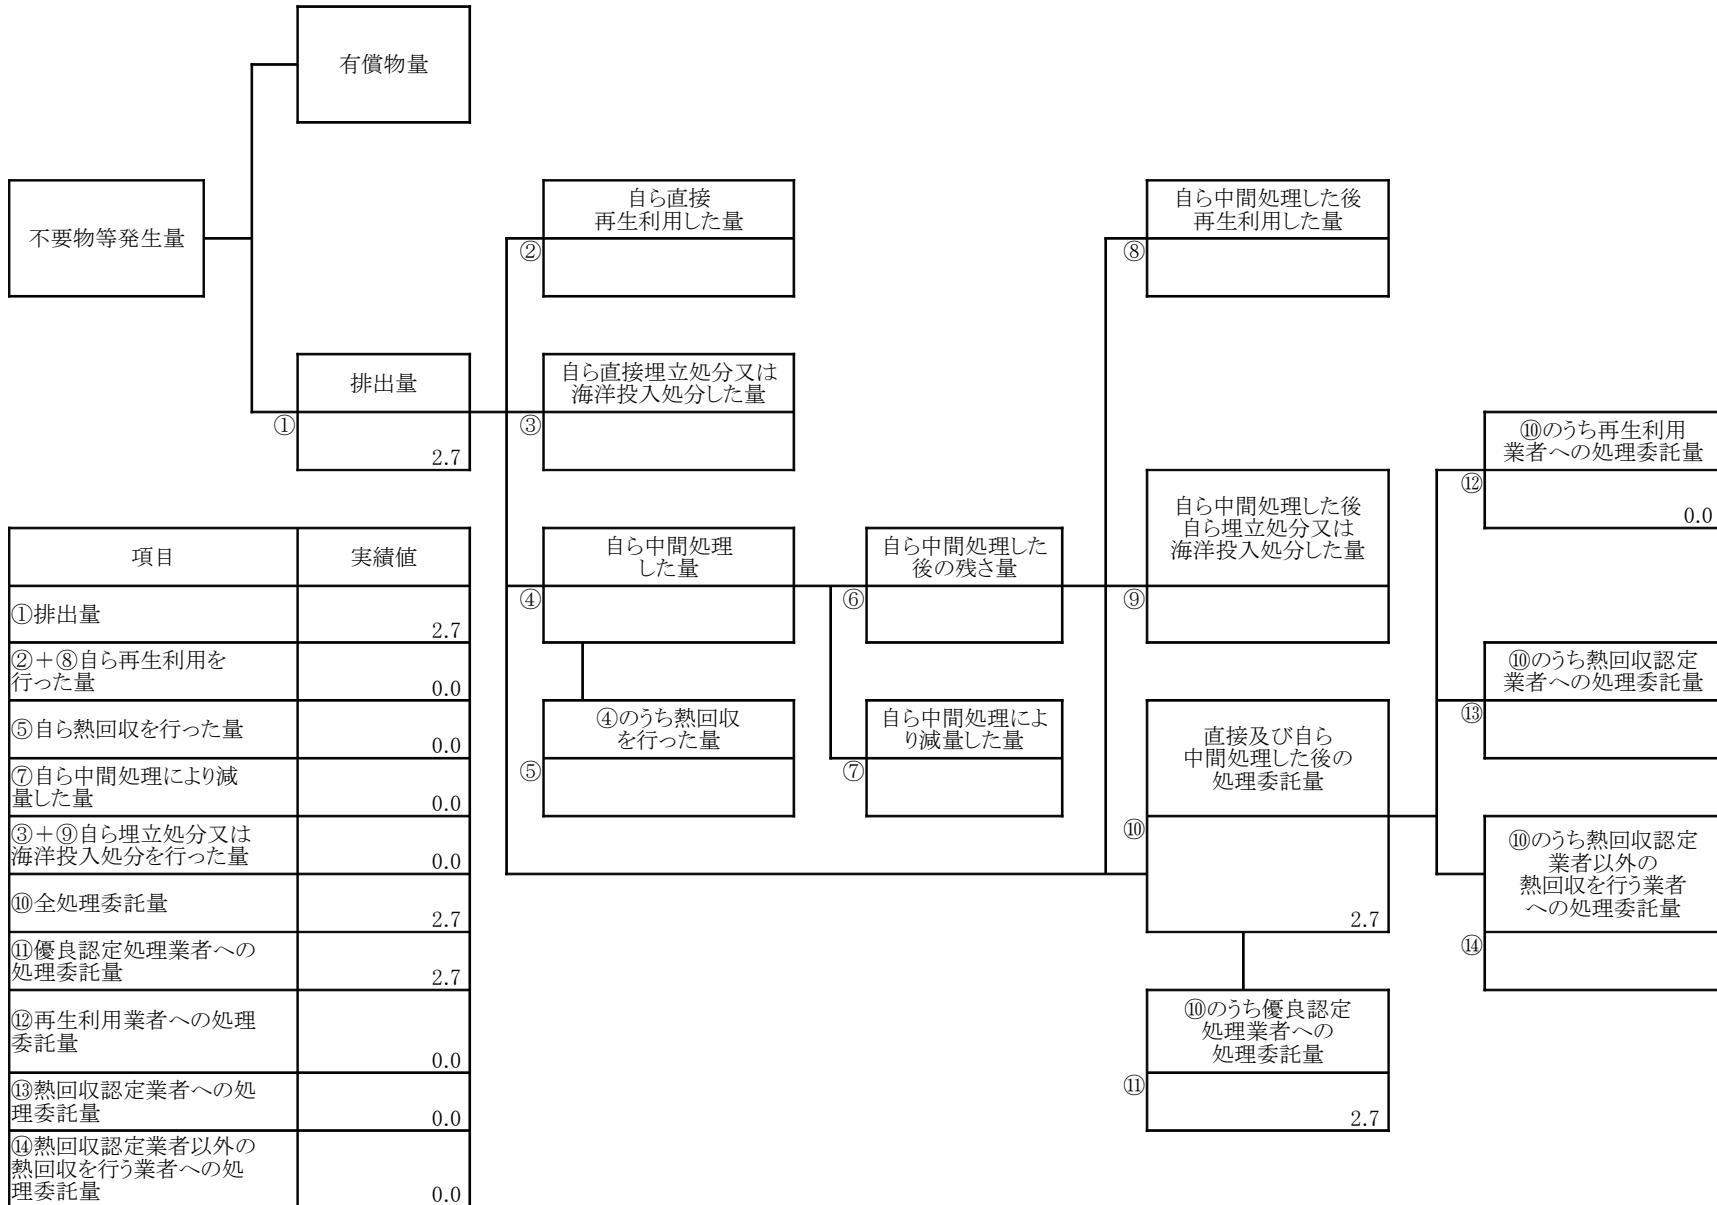 有償物量
不要物等発生量
排出量
①
2.7
自ら直接
再生利用した量
②
自ら直接埋立処分又は
海洋投入処分した量
③
自ら中間処理
した量
④
④のうち熱回収
を行った量
⑤
自ら中間処理した
後の残さ量
⑥
自ら中間処理によ
り減量した量
⑦
自ら中間処理した後
再生利用した量
⑧
自ら中間処理した後
自ら埋立処分又は
海洋投入処分した量
⑨
直接及び自ら
中間処理した後の
処理委託量
⑩
2.7
⑩のうち優良認定
処理業者への
処理委託量
⑪
2.7
⑩のうち再生利用
業者への処理委託量
⑫
0.0
⑩のうち熱回収認定
業者への処理委託量
⑬
⑩のうち熱回収認定
業者以外の
熱回収を行う業者
への処理委託量
⑭
項目 実績値
①排出量
2.7
②＋⑧自ら再生利用を
行った量
0.0
⑤自ら熱回収を行った量
0.0
⑦自ら中間処理により減
量した量
0.0
③＋⑨自ら埋立処分又は
海洋投入処分を行った量
0.0
⑩全処理委託量
2.7
⑪優良認定処理業者への
処理委託量
2.7
⑫再生利用業者への処理
委託量
0.0
⑬熱回収認定業者への処
理委託量
0.0
⑭熱回収認定業者以外の
熱回収を行う業者への処
理委託量
0.0